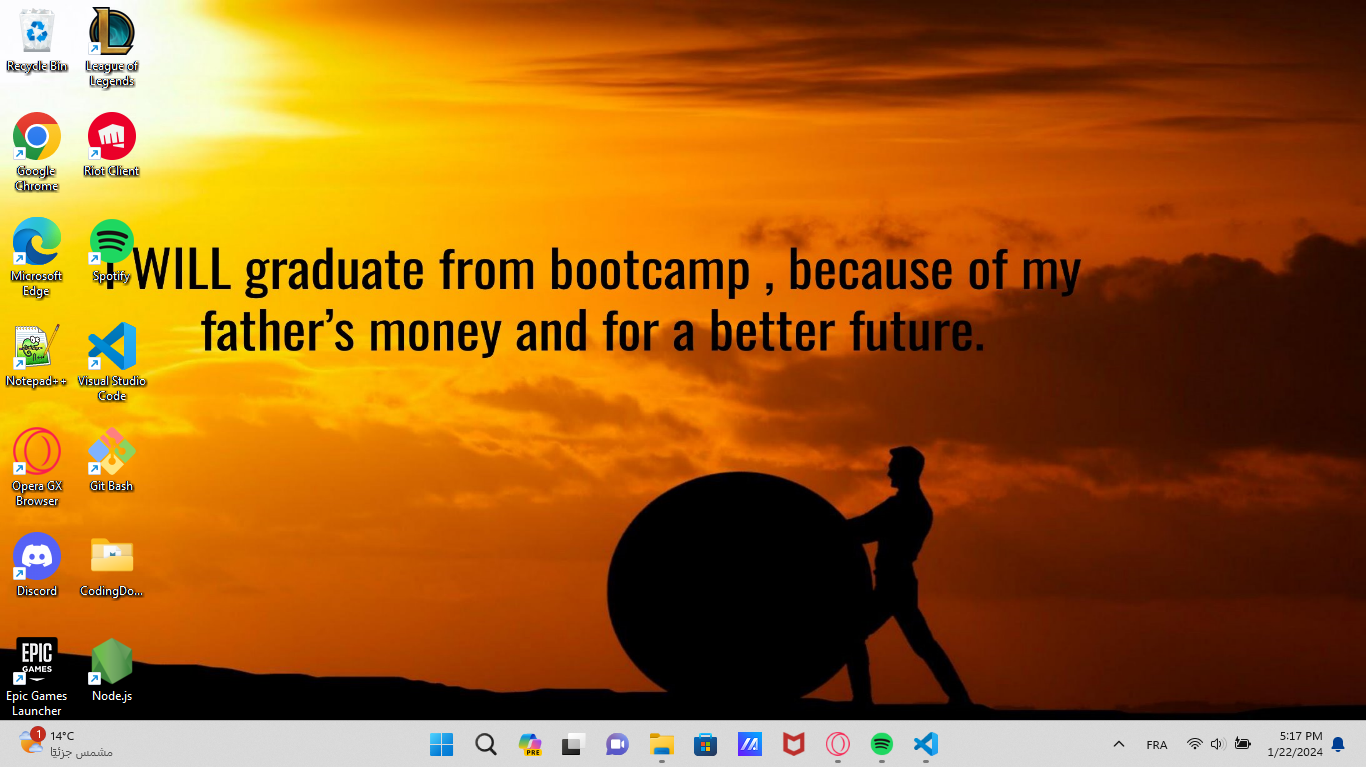 Recycle Bin
League of
Legends
Google
Chrome
Riot Client
Microsoft
Edge
Spotify
I WILL graduate from bootcamp , because of my
father’s money and for a better future.
Notepad++
Visual Studio
Code
Opera GX
Browser
Git Bash
Discord
CodingDo...
EPIC
GAMES
Epic Games
Launcher
Node.js
1
14°C
مشمس جزئيًا
PRE
FRA
5:17 PM
1/22/2024